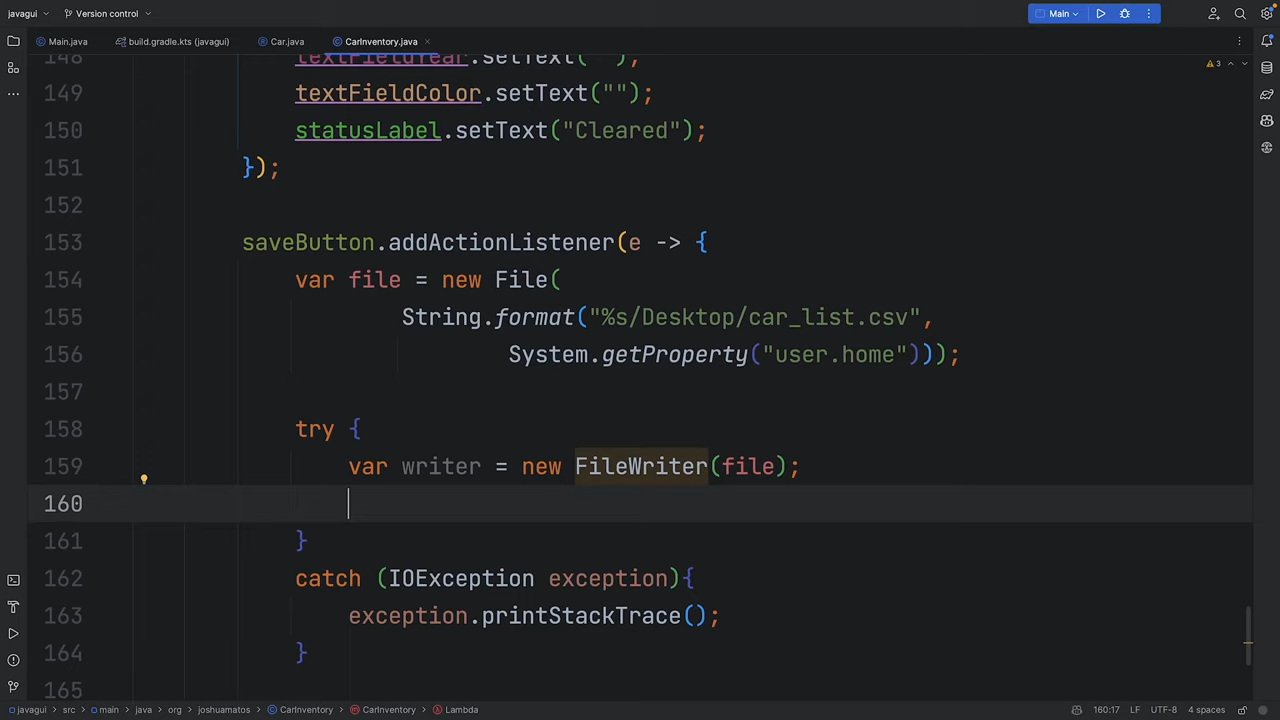 javagui
Version control
Main
Main.java
build.gradle.kts (javagui)
Car.java
CarInventory.java
148 textFieldYear.setText("");
3
149 textFieldColor.setText("");
150 statusLabel.setText("Cleared");
151 });
152
153 saveButton.addActionListener(e -> {
154 var file = new File(
155 String.format("%s/Desktop/car_list.csv",
156 System.getProperty("user.home")));
157
158 try {
159 var writer = new FileWriter(file);
160
161 }
162 catch (IOException exception){
163 exception.printStackTrace();
164 }
165
javagui > src > main > java > org > joshuamatos > CarInventory > CarInventory > Lambda
160:17 LF UTF-8 4 spaces